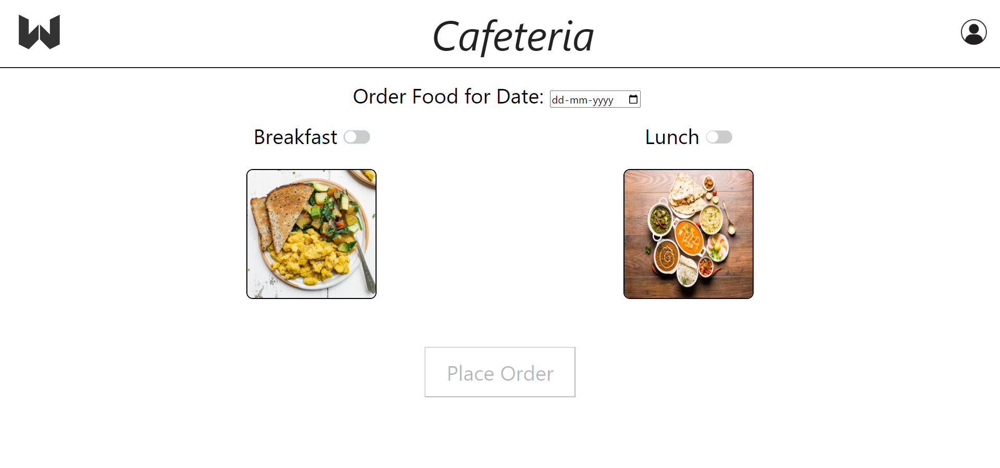 Cafeteria
Order Food for Date: dd-mm-yyyy
Breakfast
Lunch
Place Order